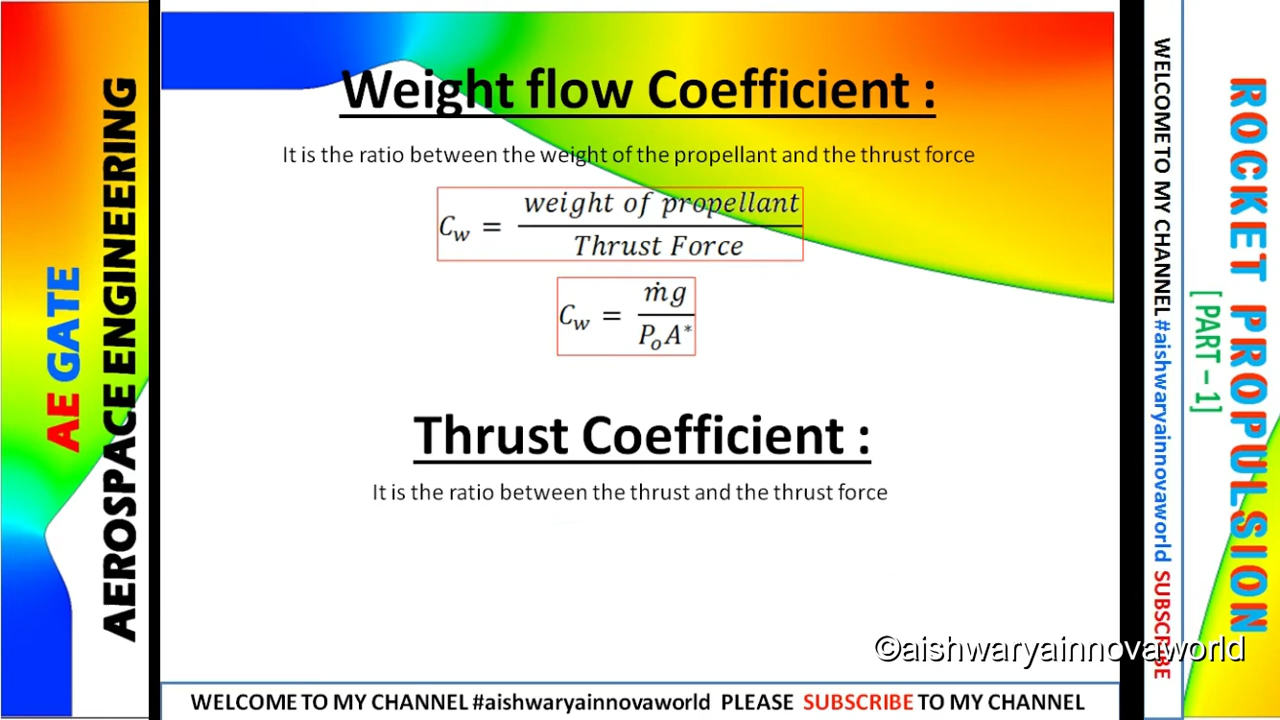 AE GATE
AEROSPACE ENGINEERING
Weight flow Coefficient :
It is the ratio between the weight of the propellant and the thrust force
C_w = weight of propellant / Thrust Force
C_w = ṁg / P_o A*
Thrust Coefficient :
It is the ratio between the thrust and the thrust force
WELCOME TO MY CHANNEL #aishwaryainnovaworld SUBSCRIBE
[ PART – 1]
ROCKET PROPULSION
©aishwaryainnovaworld
WELCOME TO MY CHANNEL #aishwaryainnovaworld PLEASE SUBSCRIBE TO MY CHANNEL